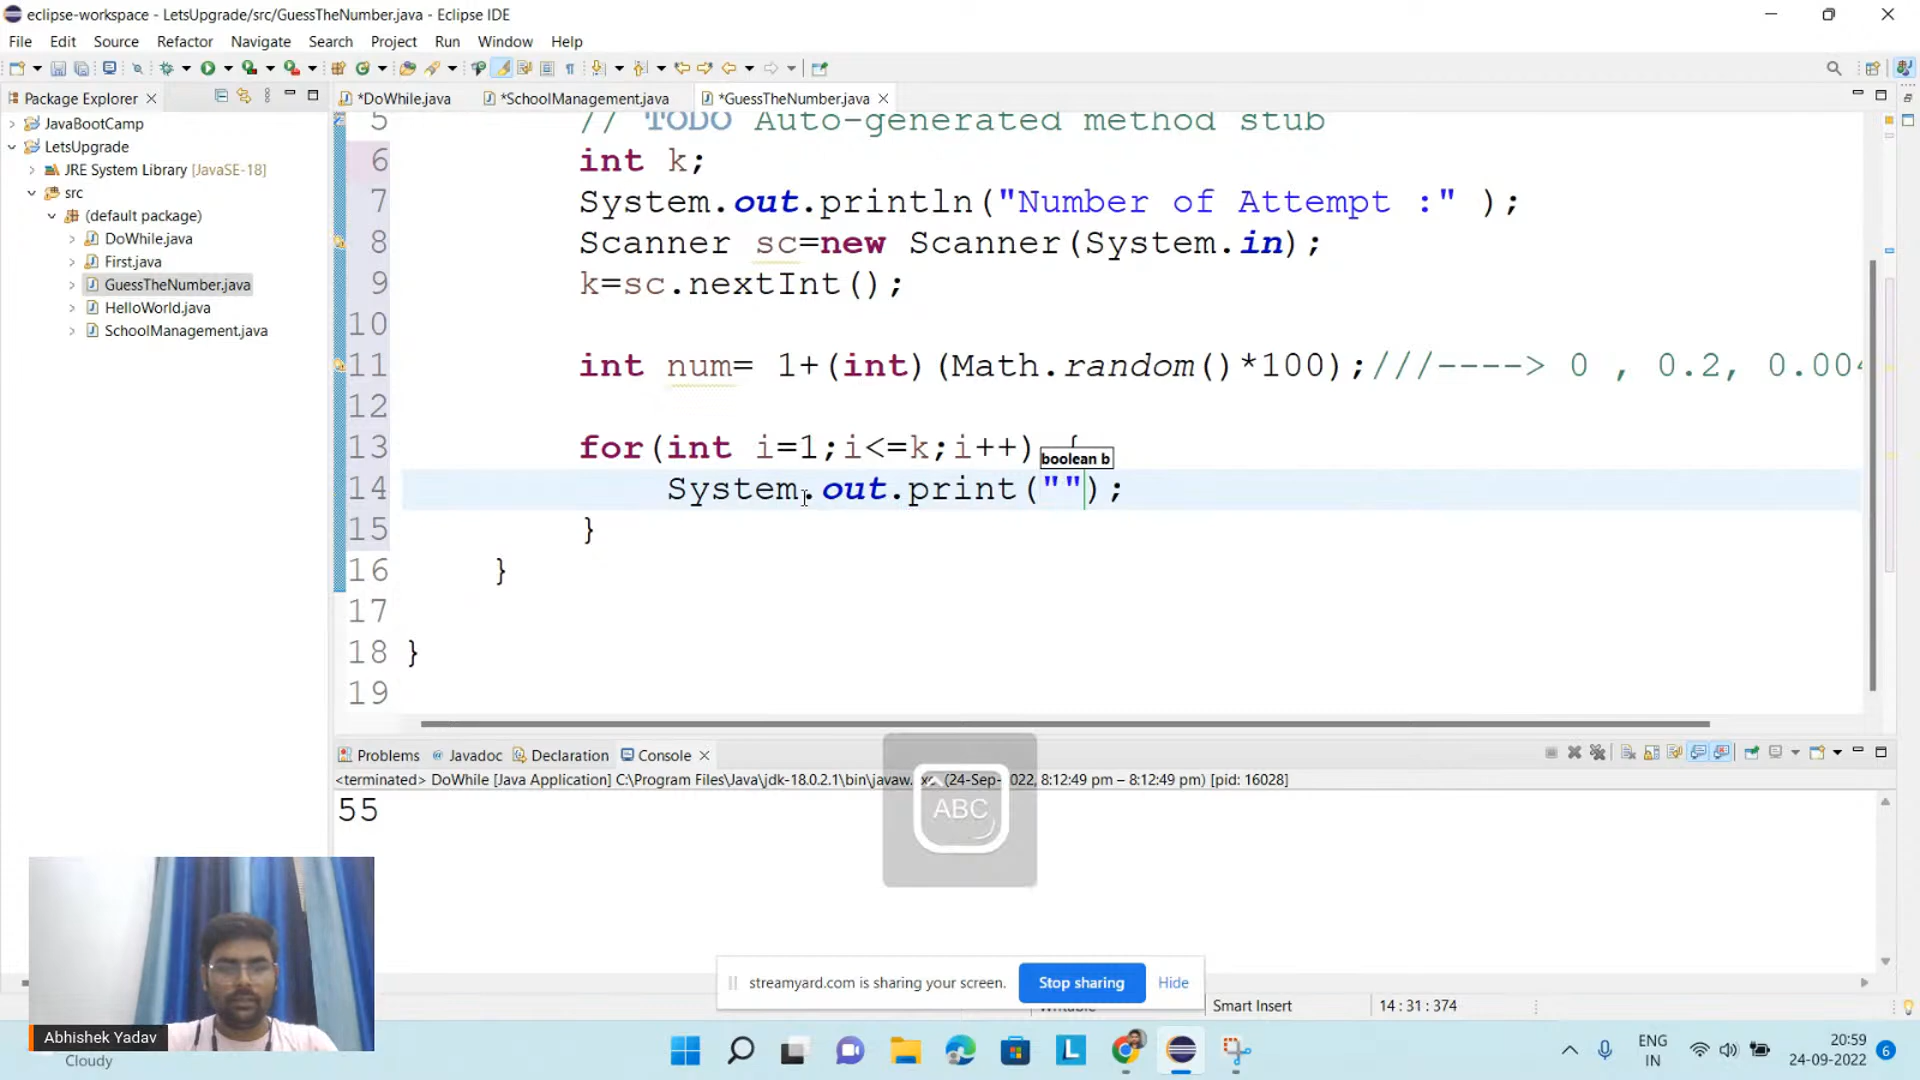 eclipse-workspace - LetsUpgrade/src/GuessTheNumber.java - Eclipse IDE
File Edit Source Refactor Navigate Search Project Run Window Help
Package Explorer
*DoWhile.java *SchoolManagement.java *GuessTheNumber.java
JavaBootCamp
LetsUpgrade
JRE System Library [JavaSE-18]
src
(default package)
DoWhile.java
First.java
GuessTheNumber.java
HelloWorld.java
SchoolManagement.java
5 // TODO Auto-generated method stub
6 int k;
7 System.out.println("Number of Attempt :" );
8 Scanner sc=new Scanner(System.in);
9 k=sc.nextInt();
10
11 int num= 1+(int)(Math.random()*100);///----> 0 , 0.2, 0.004
12
13 for(int i=1;i<=k;i++) {
boolean b
14 System.out.print("");
15 }
16 }
17
18 }
19
Problems @ Javadoc Declaration Console
<terminated> DoWhile [Java Application] C:\Program Files\Java\jdk-18.0.2.1\bin\javaw.exe (24-Sep-2022, 8:12:49 pm – 8:12:49 pm) [pid: 16028]
55
ABC
streamyard.com is sharing your screen. Stop sharing Hide
Writable Smart Insert 14 : 31 : 374
Abhishek Yadav
Cloudy
ENG
IN
20:59
24-09-2022
6